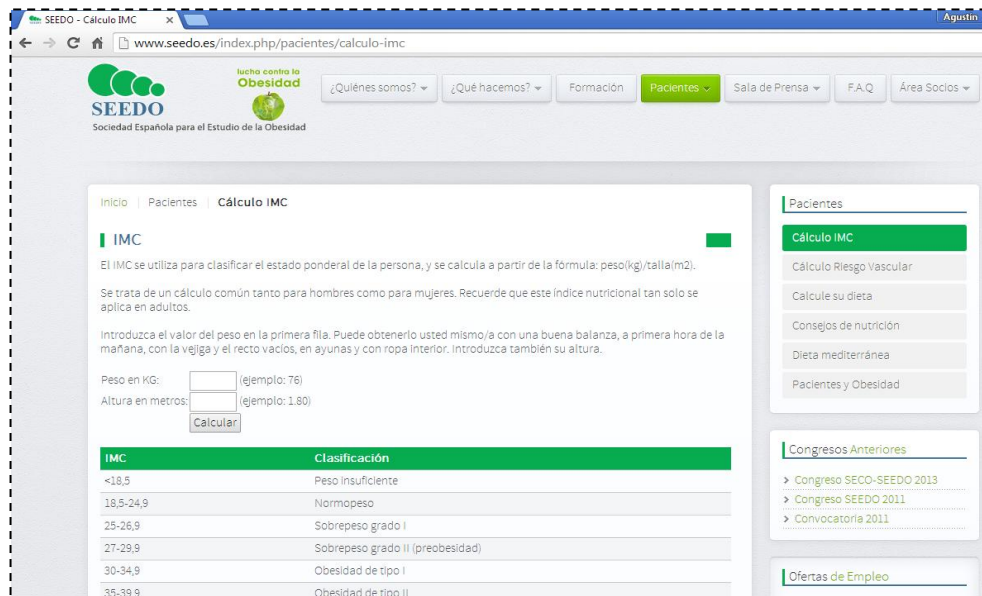 SEEDO - Cálculo IMC
Agustin
www.seedo.es/index.php/pacientes/calculo-imc
SEEDO
Sociedad Española para el Estudio de la Obesidad
lucha contra la
Obesidad
¿Quiénes somos?
¿Qué hacemos?
Formación
Pacientes
Sala de Prensa
F.A.Q
Área Socios
Inicio
Pacientes
Cálculo IMC
IMC
El IMC se utiliza para clasificar el estado ponderal de la persona, y se calcula a partir de la fórmula: peso(kg)/talla(m2).
Se trata de un cálculo común tanto para hombres como para mujeres. Recuerde que este índice nutricional tan solo se
aplica en adultos.
Introduzca el valor del peso en la primera fila. Puede obtenerlo usted mismo/a con una buena balanza, a primera hora de la
mañana, con la vejiga y el recto vacíos, en ayunas y con ropa interior. Introduzca también su altura.
Peso en KG: (ejemplo: 76)
Altura en metros: (ejemplo: 1.80)
Calcular
IMC Clasificación
<18,5 Peso insuficiente
18,5-24,9 Normopeso
25-26,9 Sobrepeso grado I
27-29,9 Sobrepeso grado II (preobesidad)
30-34,9 Obesidad de tipo I
35-39,9 Obesidad de tipo II
Pacientes
Cálculo IMC
Cálculo Riesgo Vascular
Calcule su dieta
Consejos de nutrición
Dieta mediterránea
Pacientes y Obesidad
Congresos Anteriores
Congreso SECO-SEEDO 2013
Congreso SEEDO 2011
Convocatoria 2011
Ofertas de Empleo